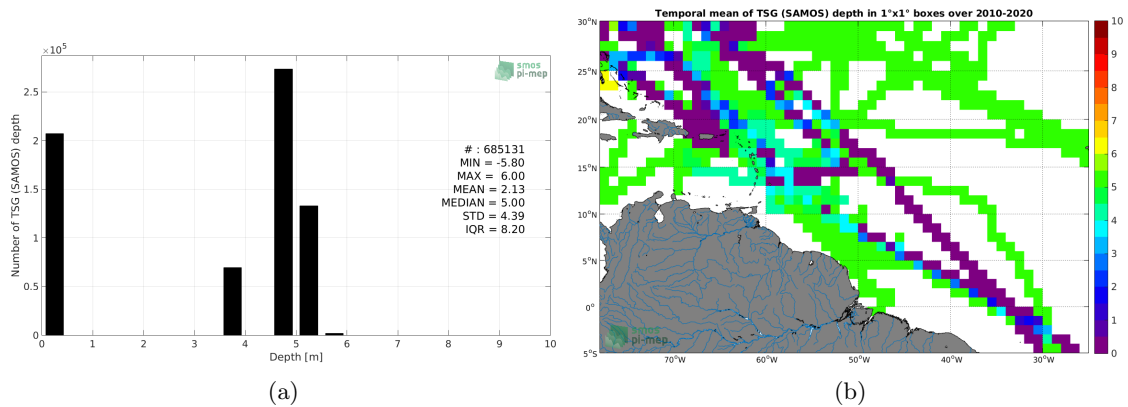 ×10⁵
2.5
2
1.5
1
0.5
0
Number of TSG (SAMOS) depth
smos
pi-mep
# : 685131
MIN = -5.80
MAX = 6.00
MEAN = 2.13
MEDIAN = 5.00
STD = 4.39
IQR = 8.20
0 1 2 3 4 5 6 7 8 9 10
Depth [m]
(a)
Temporal mean of TSG (SAMOS) depth in 1°x1° boxes over 2010-2020
30°N
25°N
20°N
15°N
10°N
5°N
0°
5°S
70°W 60°W 50°W 40°W 30°W
smos
pi-mep
10
9
8
7
6
5
4
3
2
1
0
(b)